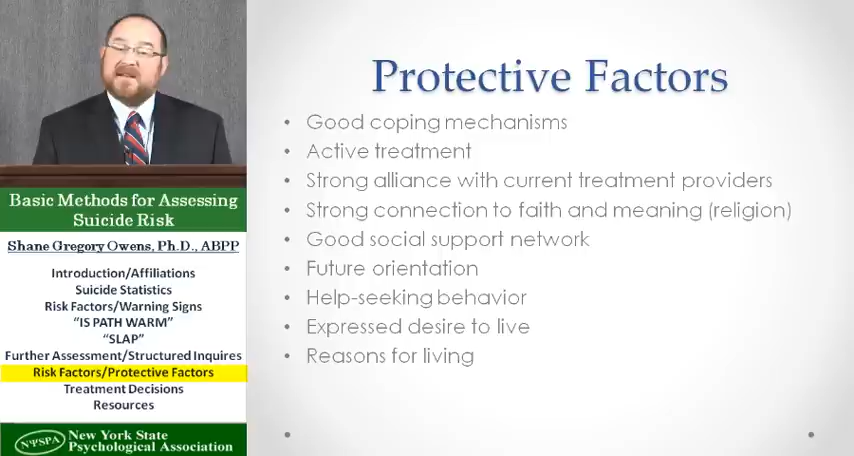 Protective Factors
• Good coping mechanisms
• Active treatment
• Strong alliance with current treatment providers
• Strong connection to faith and meaning (religion)
• Good social support network
• Future orientation
• Help-seeking behavior
• Expressed desire to live
• Reasons for living
Basic Methods for Assessing
Suicide Risk
Shane Gregory Owens, Ph.D., ABPP
Introduction/Affiliations
Suicide Statistics
Risk Factors/Warning Signs
"IS PATH WARM"
"SLAP"
Further Assessment/Structured Inquires
Risk Factors/Protective Factors
Treatment Decisions
Resources
NΨSPA
New York State
Psychological Association